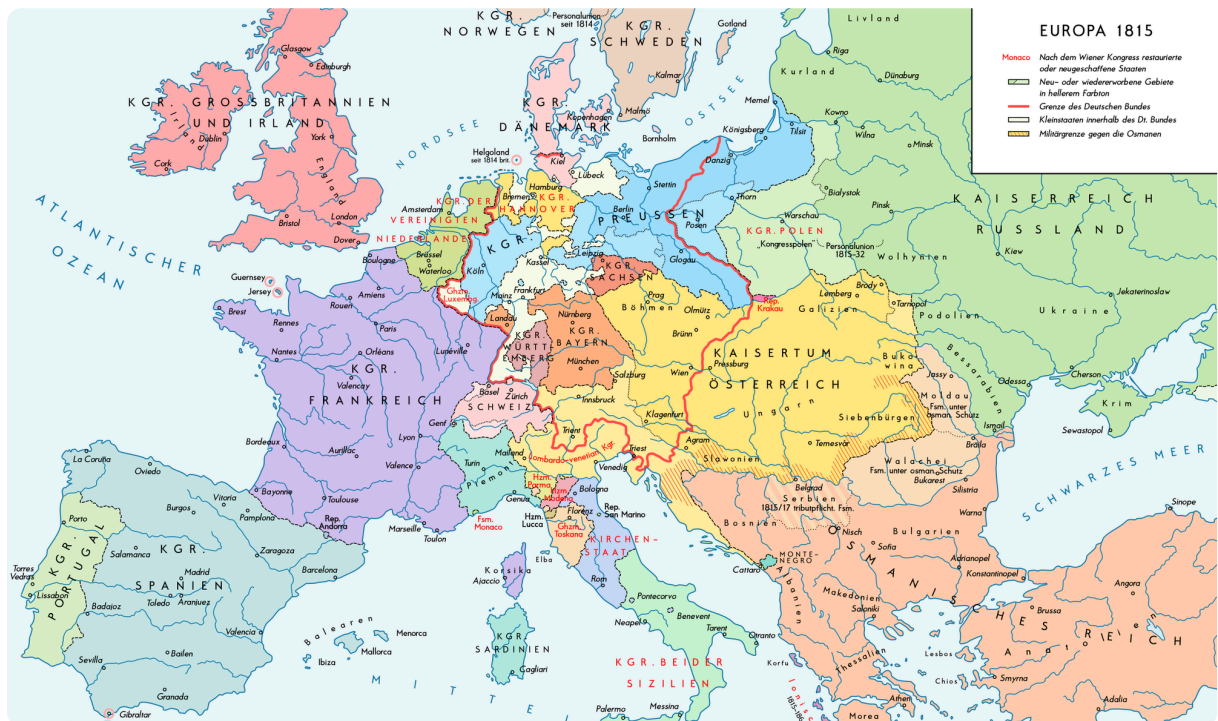 EUROPA 1815
Monaco Nach dem Wiener Kongress restaurierte
oder neugeschaffene Staaten
Neu- oder wiedererworbene Gebiete
in hellerem Farbton
Grenze des Deutschen Bundes
Kleinstaaten innerhalb des Dt. Bundes
Militärgrenze gegen die Osmanen
KGR.
NORWEGEN
Personalunion
seit 1814
KGR.
SCHWEDEN
Gotland
Kalmar
Malmö
Livland
Riga
Kurland
Dünaburg
Memel
Tilsit
Kowno
Wilna
Minsk
Königsberg
OSTSEE
NORDSEE
Glasgow
Edinburgh
KGR. GROSSBRITANNIEN
UND IRLAND
Irland
Dublin
Cork
York
England
Bristol
London
Dover
KGR.
DÄNEMARK
Kopenhagen
Bornholm
Helgoland
seit 1814 brit.
Kiel
Lübeck
Hamburg
Bremen
KGR.
HANNOVER
Danzig
Stettin
Berlin
KGR.
PREUSSEN
Thorn
Posen
Glogau
Bialystok
Warschau
KGR.POLEN
"Kongresspolen"
Personalunion
1815-32
Pinsk
Wolhynien
KAISERREICH
RUSSLAND
Kiew
Jekaterinoslaw
Ukraine
Podolien
Bessarabien
Odessa
Cherson
Krim
Sewastopol
Ismail
ATLANTISCHER
OZEAN
Amsterdam
KGR.DER
VEREINIGTEN
NIEDERLANDE
Brüssel
Waterloo
Köln
Kassel
Leipzig
KGR.
SACHSEN
Ghzm.
Luxembg.
Mainz
Frankfurt
Landau
Nürnberg
KGR.
BAYERN
München
KGR.
WÜRTT-
EMBERG
Prag
Böhmen
Olmütz
Brünn
Rep.
Krakau
Lemberg
Brody
Galizien
Tarnopol
KAISERTUM
ÖSTERREICH
Wien
Pressburg
Salzburg
Innsbruck
Klagenfurt
Ungarn
Siebenbürgen
Buko-
wina
Temesvár
Slawonien
Agram
Triest
Trient
Jassy
Moldau
Fsm. unter
osman. Schutz
Braila
Walachei
Fsm. unter osman. Schutz
Bukarest
Silistria
Guernsey
Jersey
Boulogne
Amiens
Rouen
Paris
Brest
Rennes
Nantes
Orléans
Lunéville
KGR.
Valencay
FRANKREICH
Bordeaux
Aurillac
Lyon
Valence
Bayonne
Toulouse
Marseille
Toulon
Rep.
Andorra
Basel
Zürich
SCHWEIZ
Genf
Turin
Piemont
Mailand
Lombardo-venetian. Kgr.
Venedig
Genua
Hzm.
Parma
Hzm.
Modena
Bologna
Hzm.
Lucca
Florenz
Ghzm.
Toskana
Rep.
San Marino
KIRCHEN-
STAAT
Rom
Elba
Fsm.
Monaco
Korsika
Ajaccio
KGR.
SARDINIEN
Cagliari
Pontecorvo
Benevent
Neapel
Tarent
Otranto
KGR.BEIDER
SIZILIEN
Palermo
Messina
La Coruña
Oviedo
Vitoria
Burgos
Pamplona
Porto
KGR.
PORTUGAL
Torres
Vedras
Lissabon
Salamanca
KGR.
SPANIEN
Madrid
Toledo
Aranjuez
Zaragoza
Barcelona
Badajoz
Valencia
Sevilla
Bailen
Granada
Gibraltar
Balearen
Menorca
Mallorca
Ibiza
MITTEL
Bosnien
Belgrad
Serbien
1815/17 tributpflicht. Fsm.
MONTE-
NEGRO
Cattaro
Nisch
Sofia
Bulgarien
Warna
OSMANISCHES REICH
Adrianopel
Konstantinopel
Albanien
Makedonien
Saloniki
Thessalien
Korfu
Athen
Morea
Lesbos
Chios
Brussa
Angora
Anatolien
Smyrna
Adalia
Sinope
SCHWARZES MEER